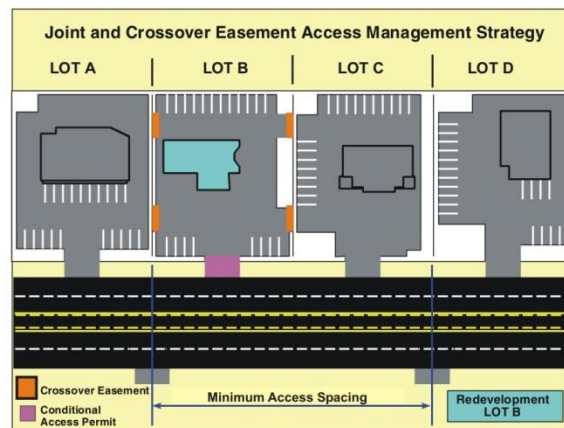 Joint and Crossover Easement Access Management Strategy
LOT A
LOT B
LOT C
LOT D
Crossover Easement
Conditional
Access Permit
Minimum Access Spacing
Redevelopment
LOT B